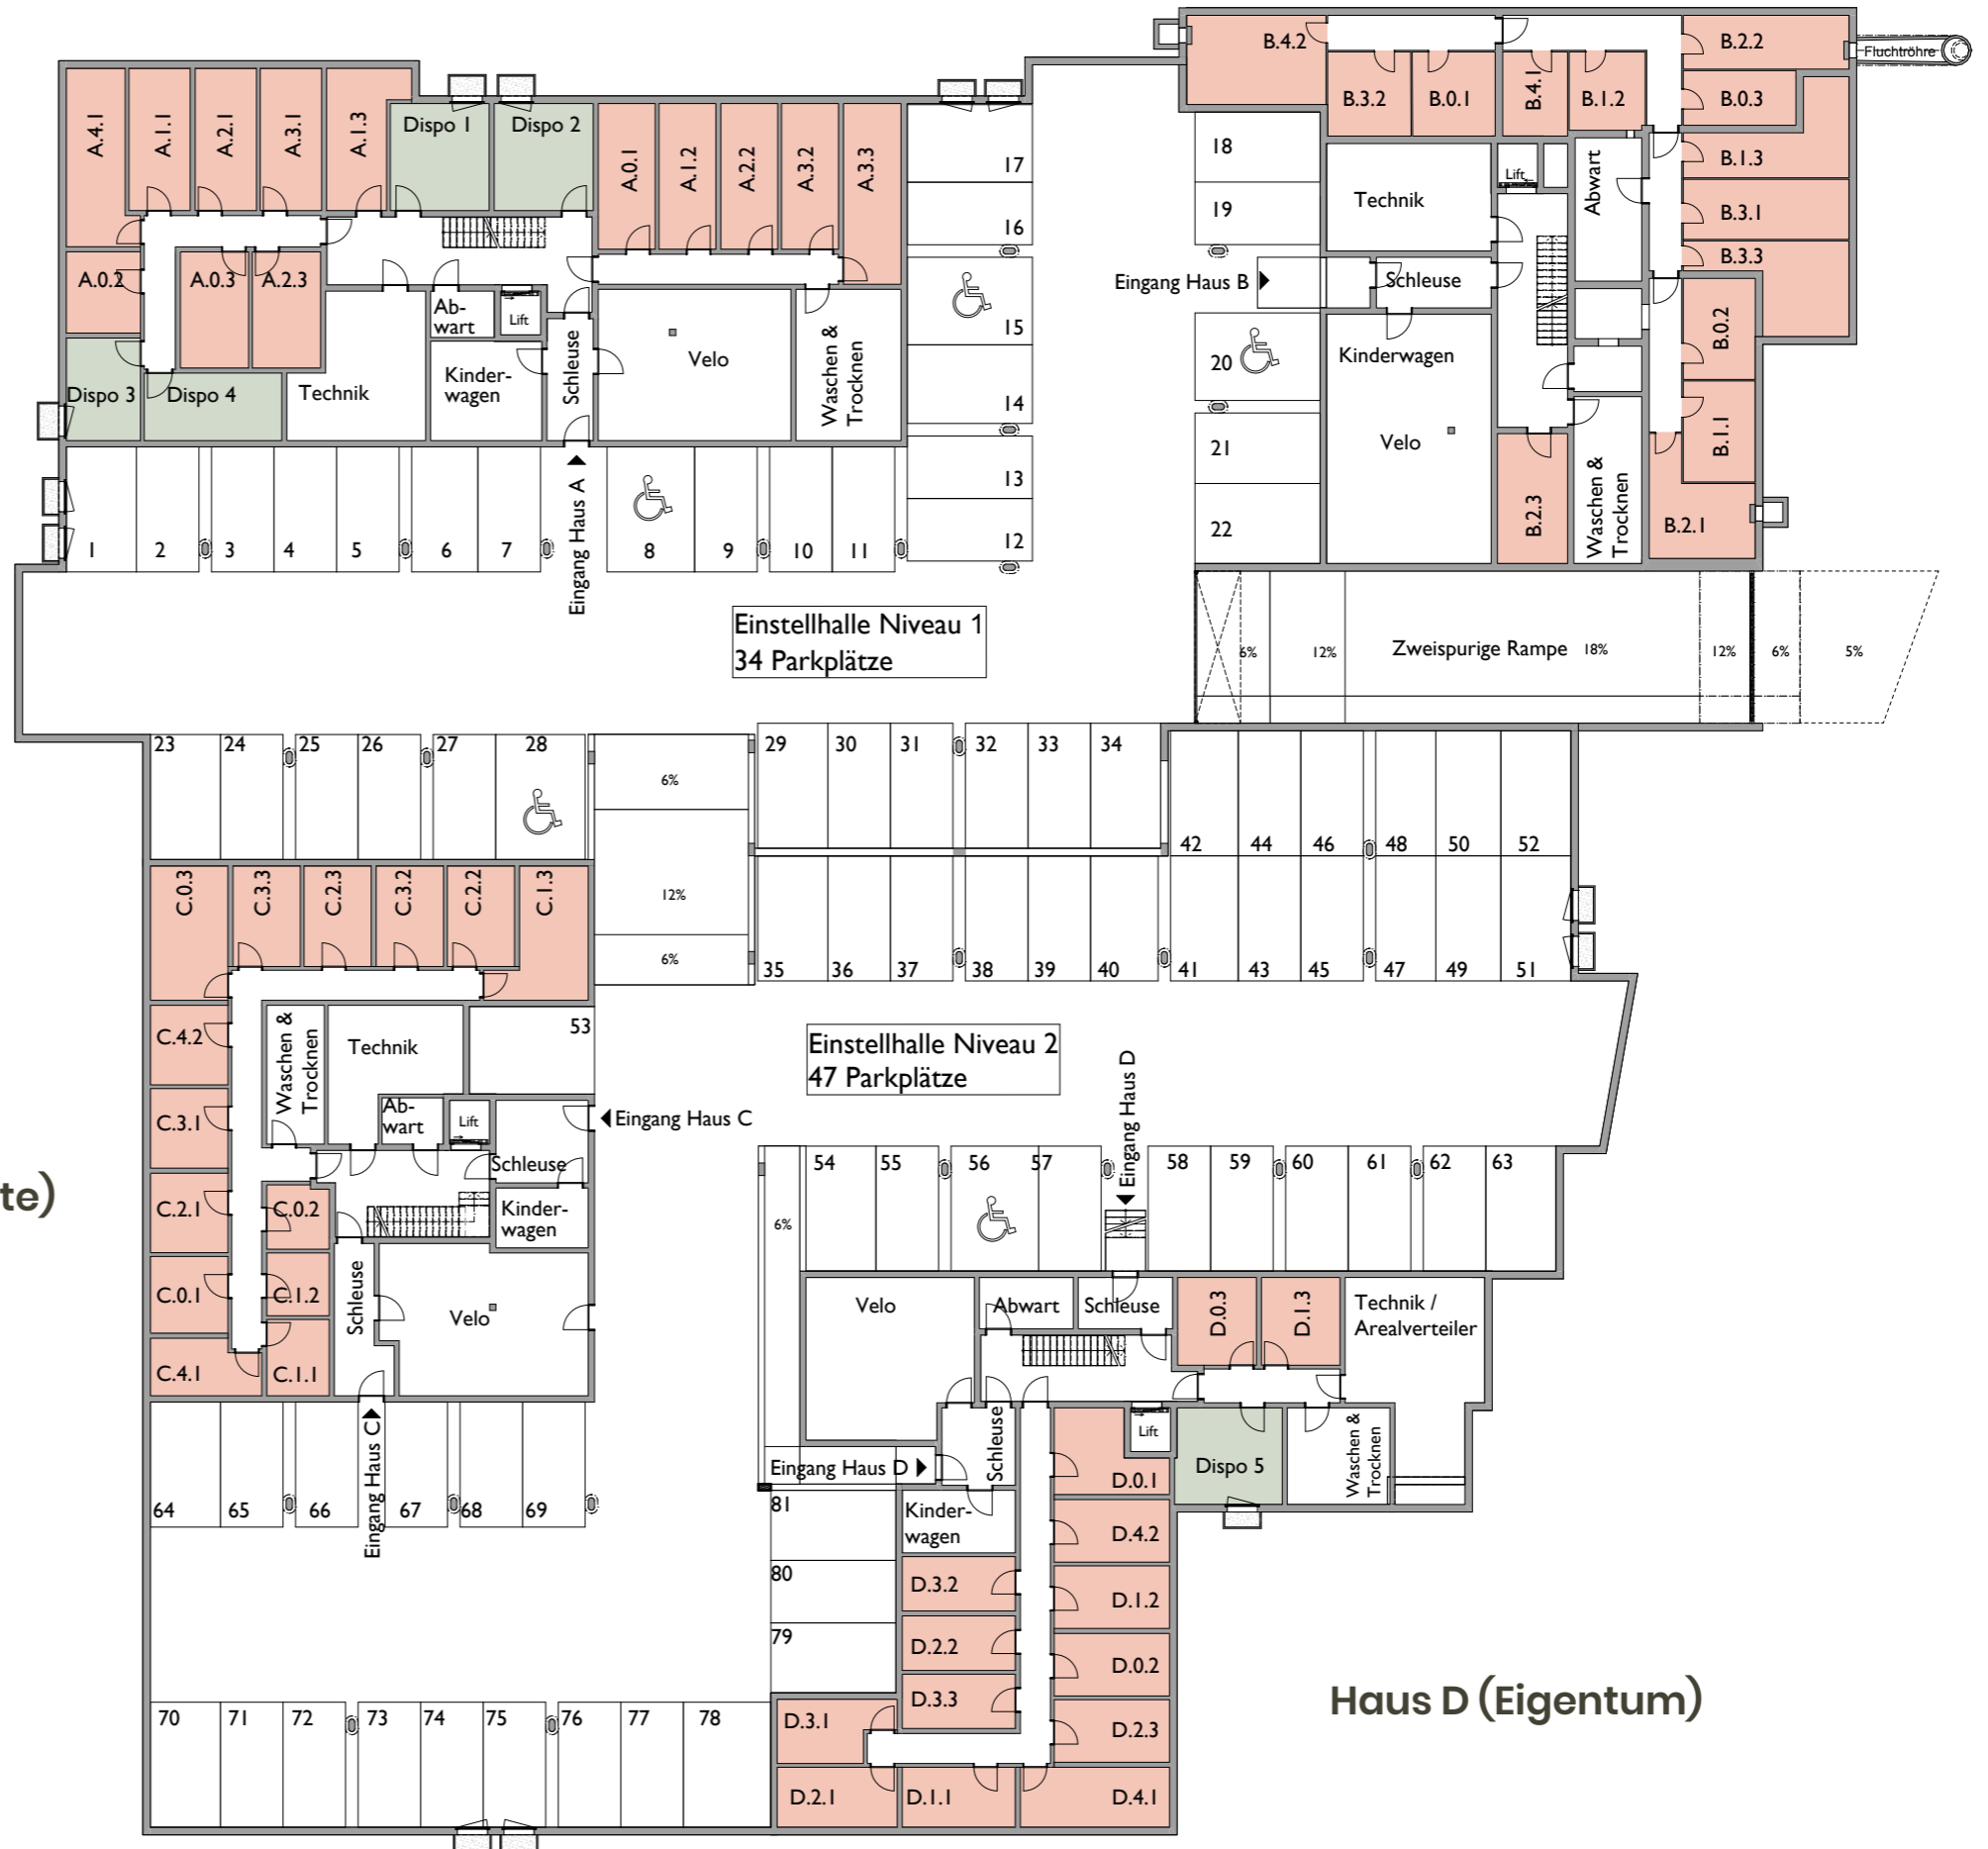 B.4.2
B.2.2
Fluchtröhre
B.3.2
B.0.1
B.4.1
B.1.2
B.0.3
A.4.1
A.1.1
A.2.1
A.3.1
A.1.3
Dispo 1
Dispo 2
A.0.1
A.1.2
A.2.2
A.3.2
A.3.3
17
18
Technik
Lift
Abwart
B.1.3
16
19
B.3.1
B.3.3
A.0.2
A.0.3
A.2.3
Ab-
wart
Lift
Schleuse
Velo
Waschen &
Trocknen
15
Eingang Haus B
Schleuse
B.0.2
Dispo 3
Dispo 4
Technik
Kinder-
wagen
14
20
Kinderwagen
Velo
B.1.1
13
21
B.2.3
Waschen &
Trocknen
B.2.1
1
2
3
4
5
6
7
Eingang Haus A
8
9
10
11
12
22
Einstellhalle Niveau 1
34 Parkplätze
6%
12%
Zweispurige Rampe
18%
12%
6%
5%
23
24
25
26
27
28
6%
12%
6%
29
30
31
32
33
34
42
44
46
48
50
52
35
36
37
38
39
40
41
43
45
47
49
51
C.0.3
C.3.3
C.2.3
C.3.2
C.2.2
C.1.3
C.4.2
Waschen &
Trocknen
Technik
53
Einstellhalle Niveau 2
47 Parkplätze
C.3.1
Ab-
wart
Lift
Eingang Haus C
Eingang Haus D
te)
C.2.1
C.0.2
Schleuse
Kinder-
wagen
54
55
56
57
58
59
60
61
62
63
6%
C.0.1
C.1.2
Schleuse
Velo
C.4.1
C.1.1
Velo
Abwart
Schleuse
D.0.3
D.1.3
Technik /
Arealverteiler
64
65
66
Eingang Haus C
67
68
69
Eingang Haus D
Schleuse
Lift
D.0.1
Dispo 5
Waschen &
Trocknen
81
Kinder-
wagen
D.4.2
80
D.3.2
D.1.2
79
D.2.2
D.0.2
D.3.3
D.2.3
Haus D (Eigentum)
70
71
72
73
74
75
76
77
78
D.3.1
D.2.1
D.1.1
D.4.1